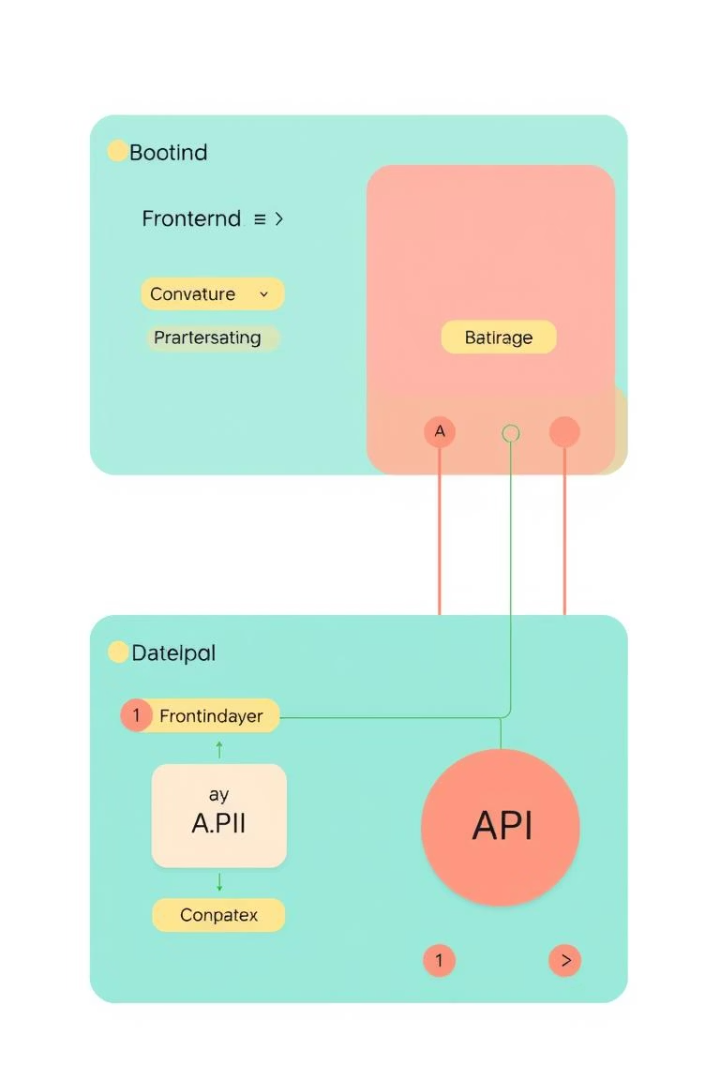 Bootind
Fronternd ≡ >
Convature
Prartersating
Batirage
A
Datelpal
1 Frontindayer
ay
A.PII
API
Conpatex
1 >